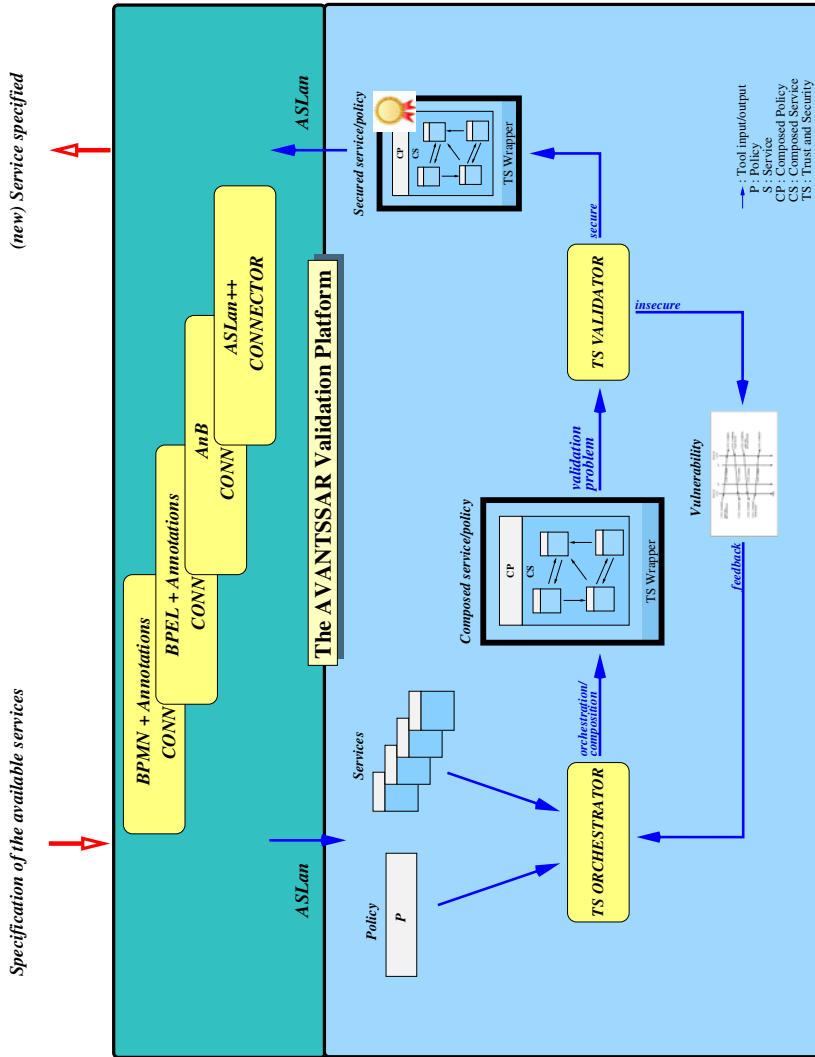 Specification of the available services
(new) Service specified
BPMN + Annotations
CONN
BPEL + Annotations
CONN
AnB
CONN
ASLan++
CONNECTOR
ASLan
ASLan
The AVANTSSAR Validation Platform
Policy
P
Services
Secured service/policy
CP
CS
TS Wrapper
TS ORCHESTRATOR
orchestration/
composition
Composed service/policy
CP
CS
TS Wrapper
validation
problem
TS VALIDATOR
secure
insecure
Vulnerability
feedback
: Tool input/output
P : Policy
S : Service
CP : Composed Policy
CS : Composed Service
TS : Trust and Security